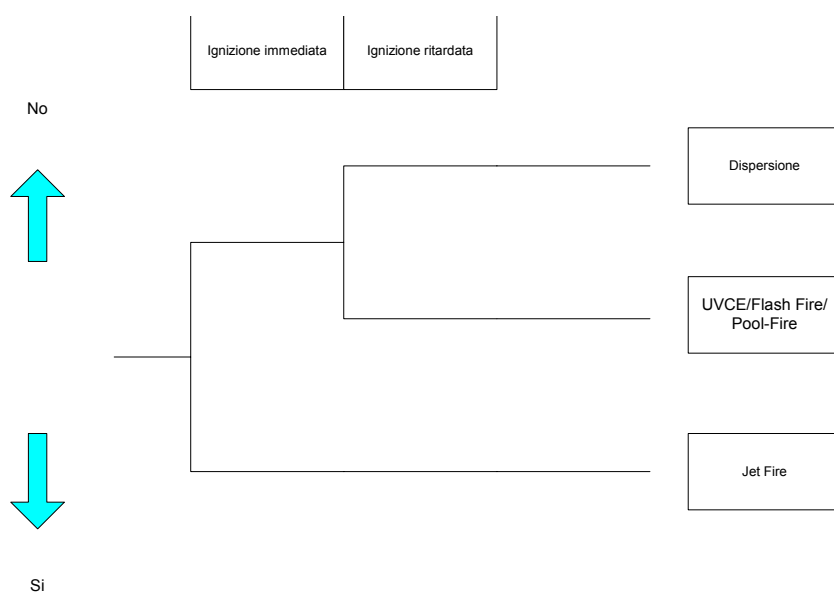 Ignizione immediata
Ignizione ritardata
No
Dispersione
UVCE/Flash Fire/
Pool-Fire
Jet Fire
Si